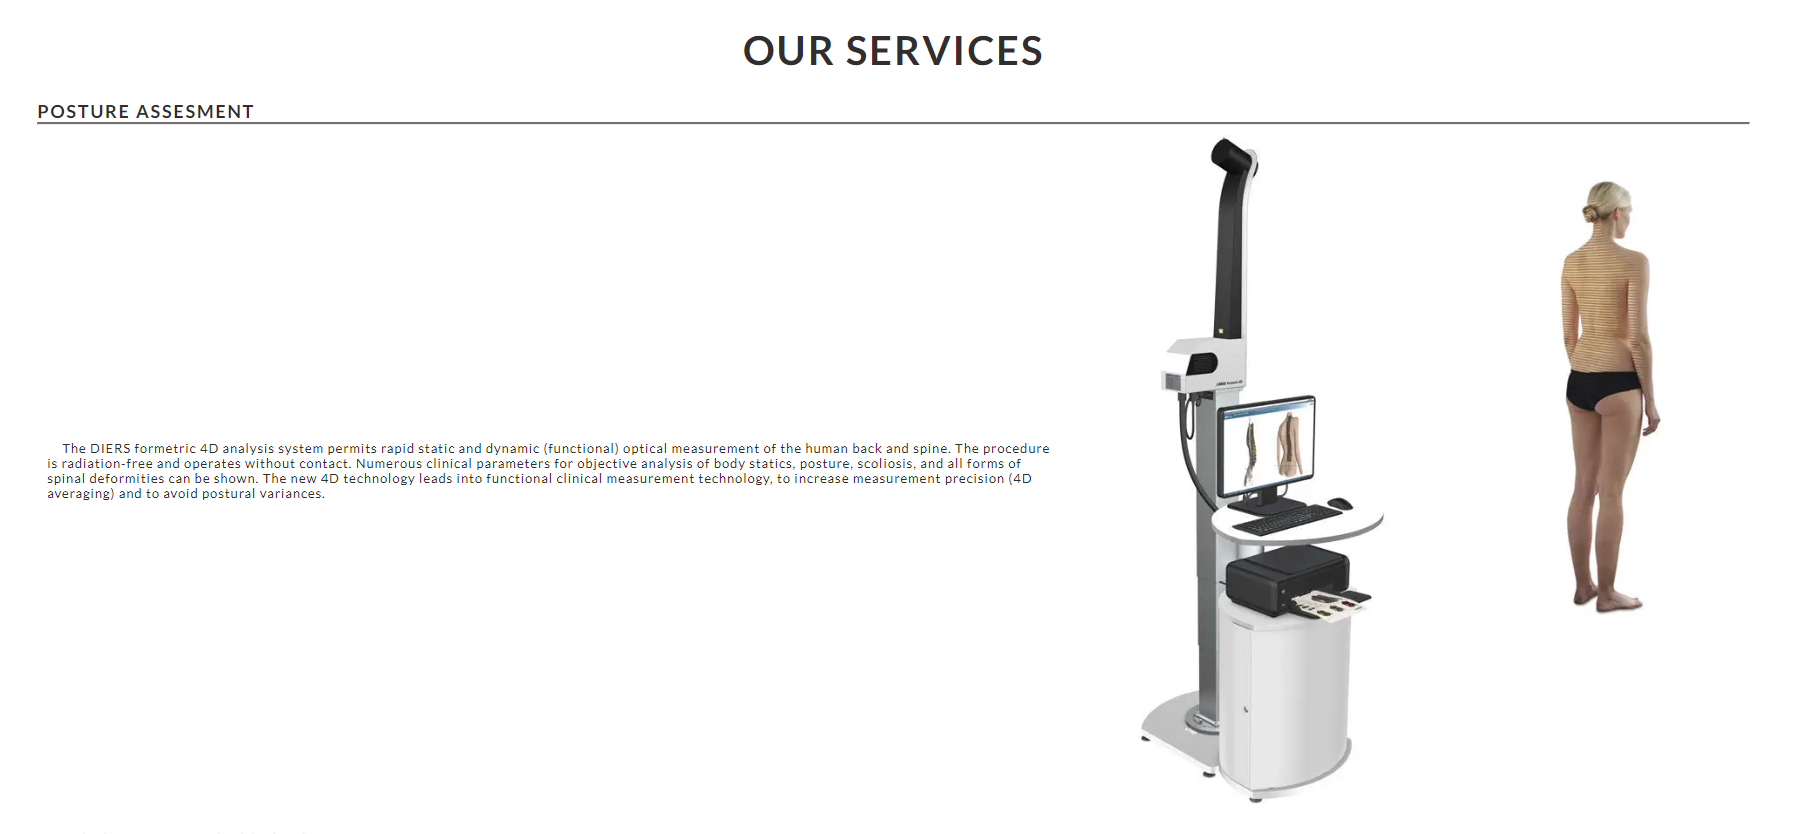 OUR SERVICES
POSTURE ASSESMENT
The DIERS formetric 4D analysis system permits rapid static and dynamic (functional) optical measurement of the human back and spine. The procedure
is radiation-free and operates without contact. Numerous clinical parameters for objective analysis of body statics, posture, scoliosis, and all forms of
spinal deformities can be shown. The new 4D technology leads into functional clinical measurement technology, to increase measurement precision (4D
averaging) and to avoid postural variances.